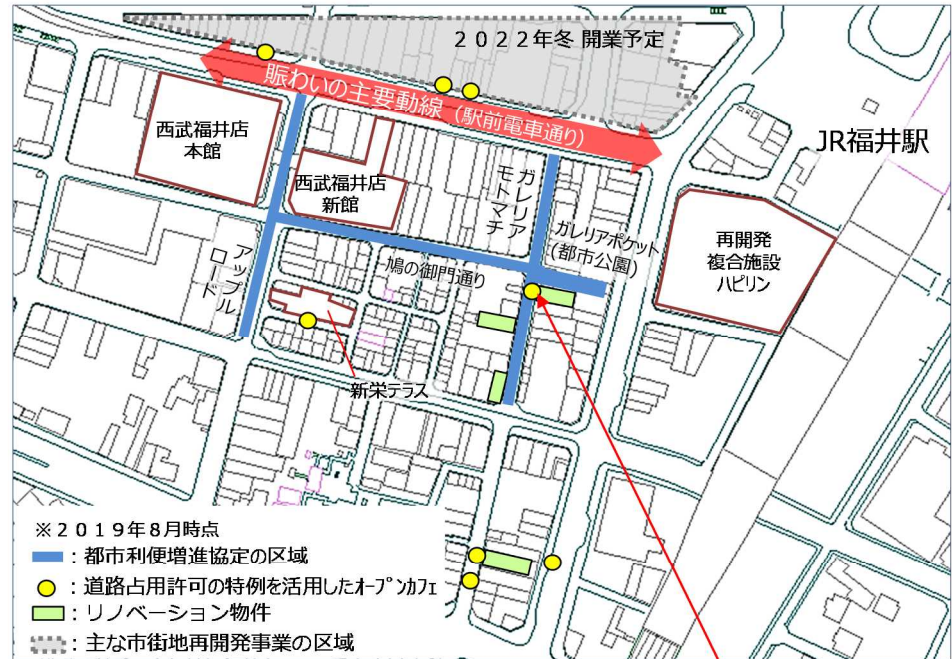 2022年冬 開業予定
賑わいの主要動線（駅前電車通り）
JR福井駅
西武福井店
本館
西武福井店
新館
ガレリア
モトマチ
ガレリアポケット
(都市公園)
再開発
複合施設
ハピリン
アップル
ロード
鳩の御門通り
新栄テラス
※2019年8月時点
：都市利便増進協定の区域
：道路占用許可の特例を活用したオープンカフェ
：リノベーション物件
：主な市街地再開発事業の区域